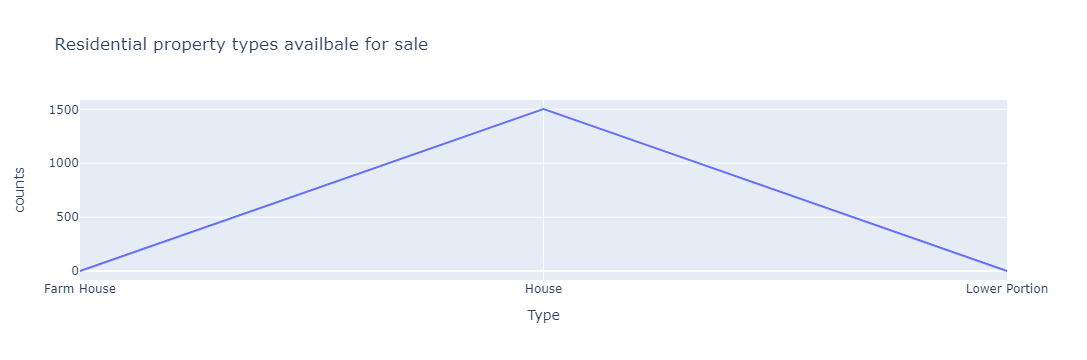 Residential property types availbale for sale
1500
1000
500
0
counts
Farm House
House
Lower Portion
Type